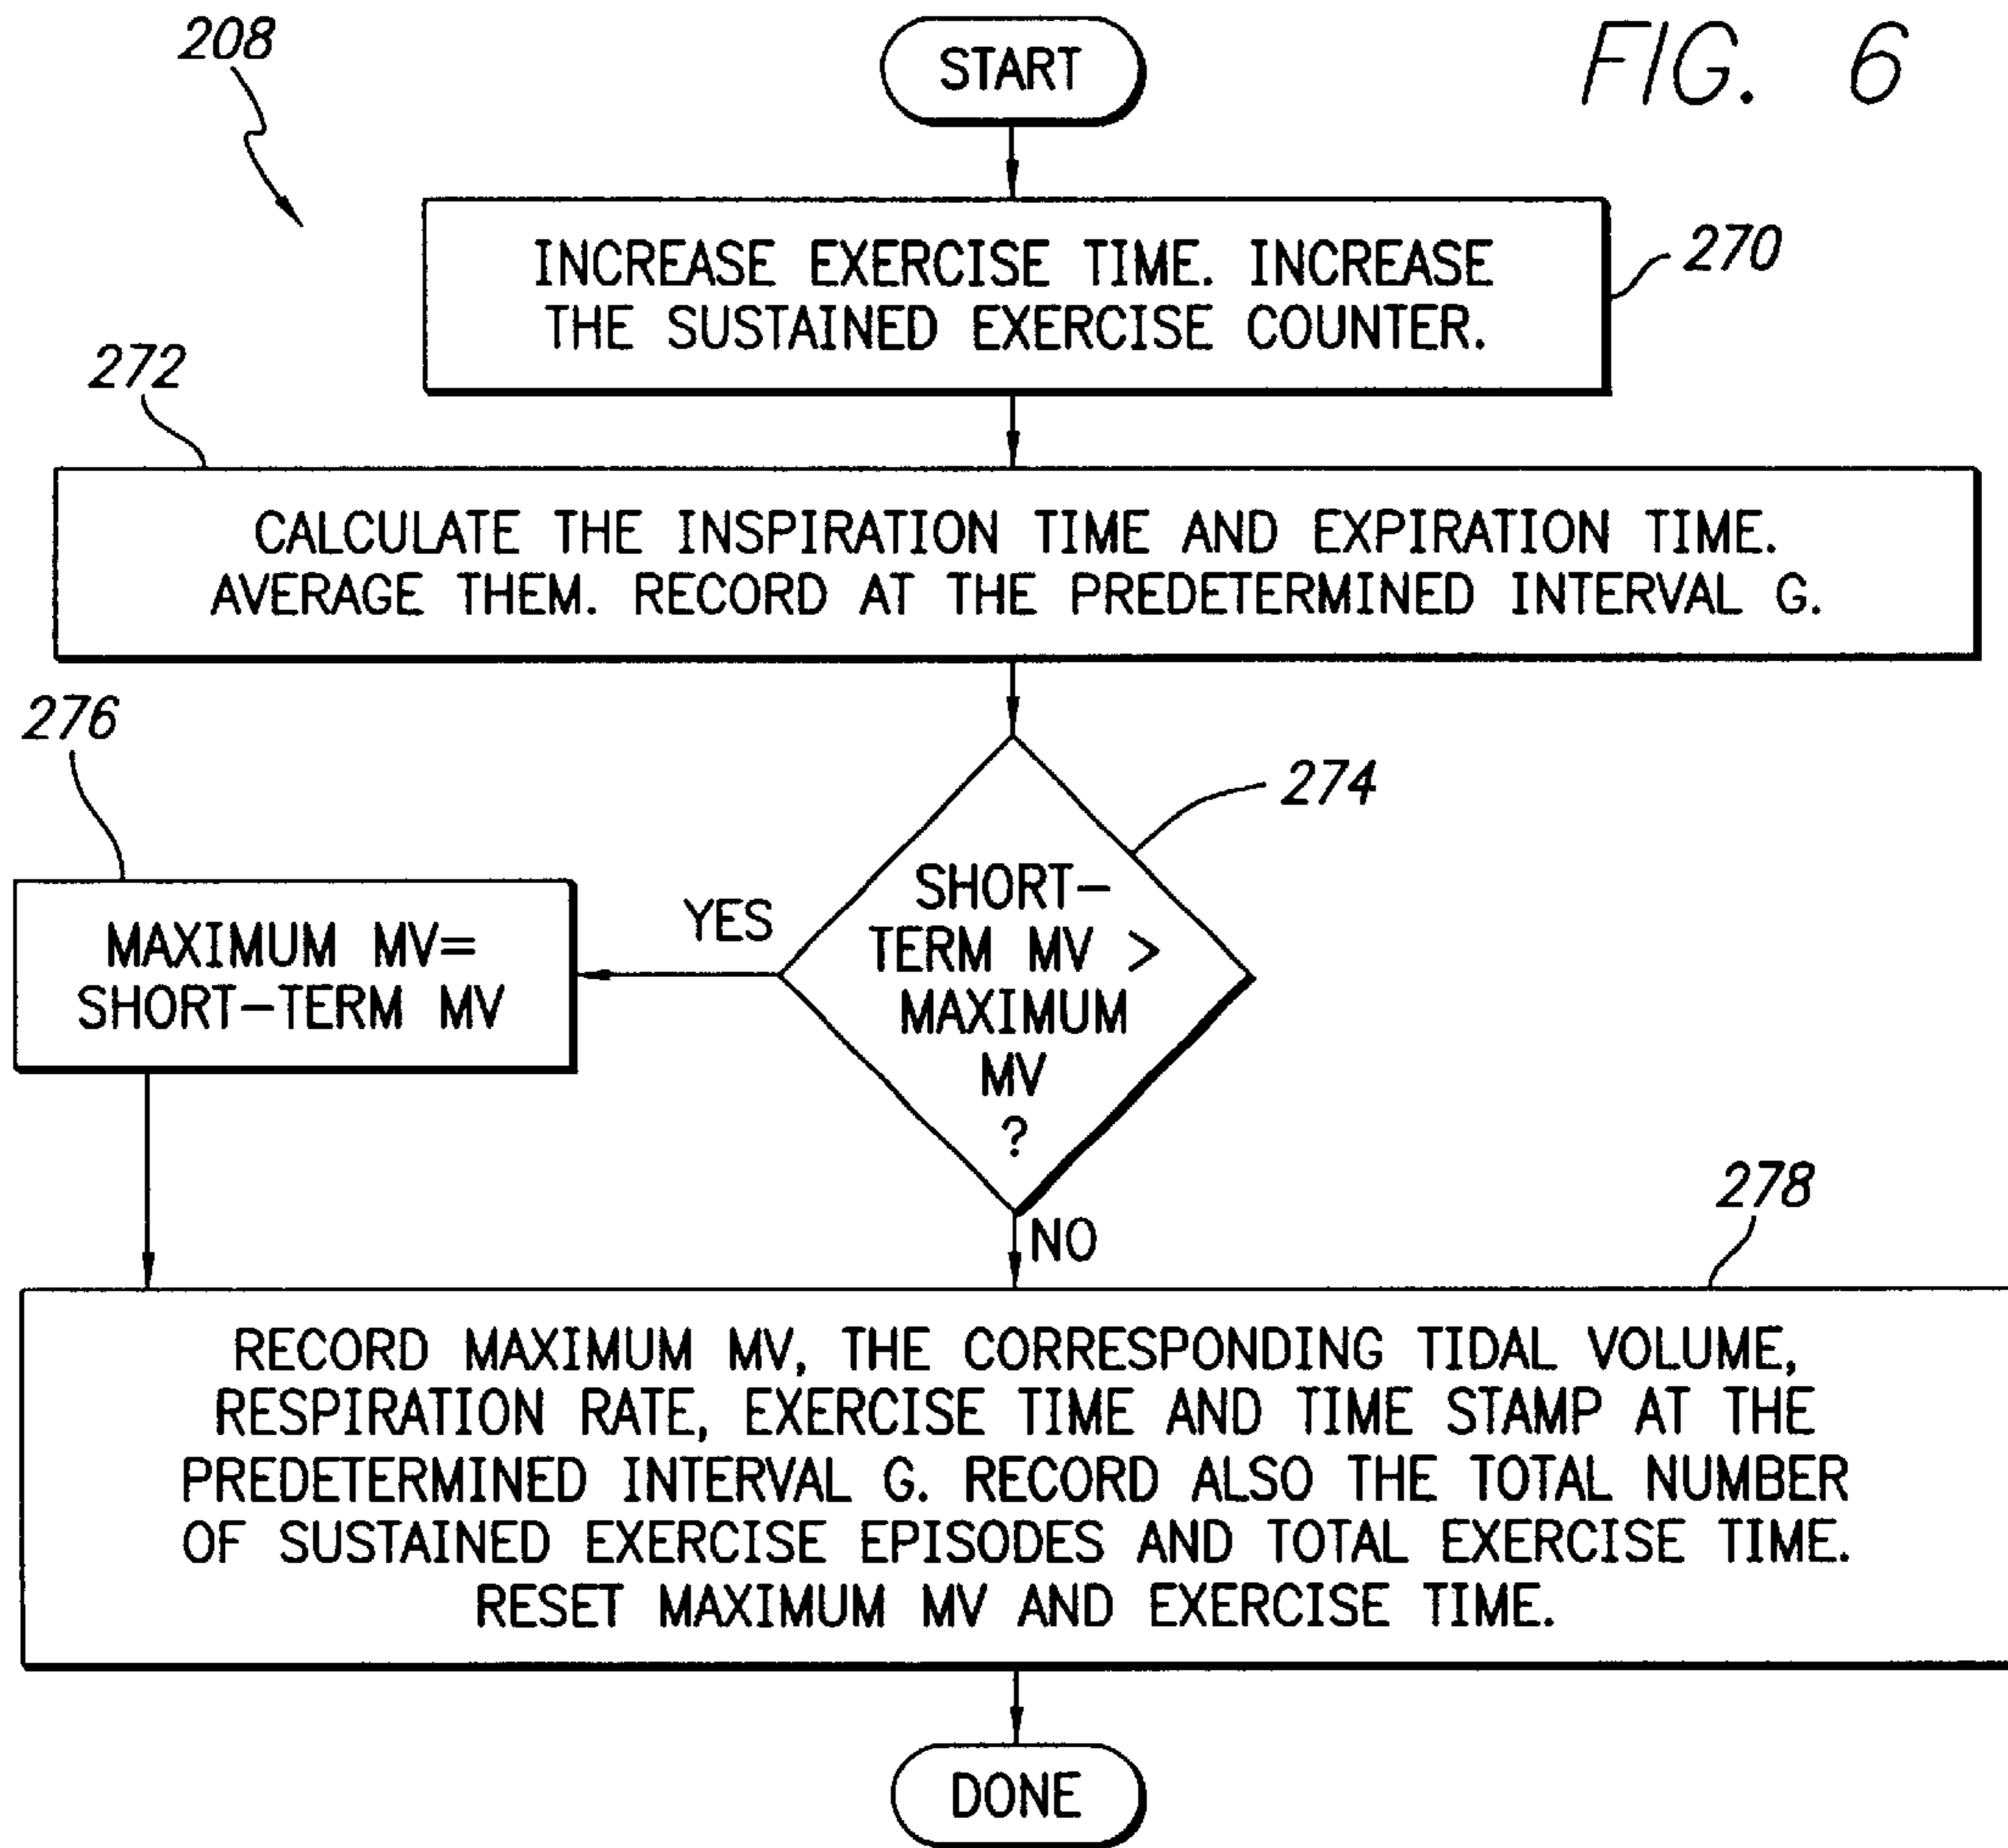 FIG. 6
208
START
INCREASE EXERCISE TIME. INCREASE
THE SUSTAINED EXERCISE COUNTER.
270
272
CALCULATE THE INSPIRATION TIME AND EXPIRATION TIME.
AVERAGE THEM. RECORD AT THE PREDETERMINED INTERVAL G.
274
SHORT-
TERM MV >
MAXIMUM
MV
?
YES
276
MAXIMUM MV=
SHORT-TERM MV
NO
278
RECORD MAXIMUM MV, THE CORRESPONDING TIDAL VOLUME,
RESPIRATION RATE, EXERCISE TIME AND TIME STAMP AT THE
PREDETERMINED INTERVAL G. RECORD ALSO THE TOTAL NUMBER
OF SUSTAINED EXERCISE EPISODES AND TOTAL EXERCISE TIME.
RESET MAXIMUM MV AND EXERCISE TIME.
DONE